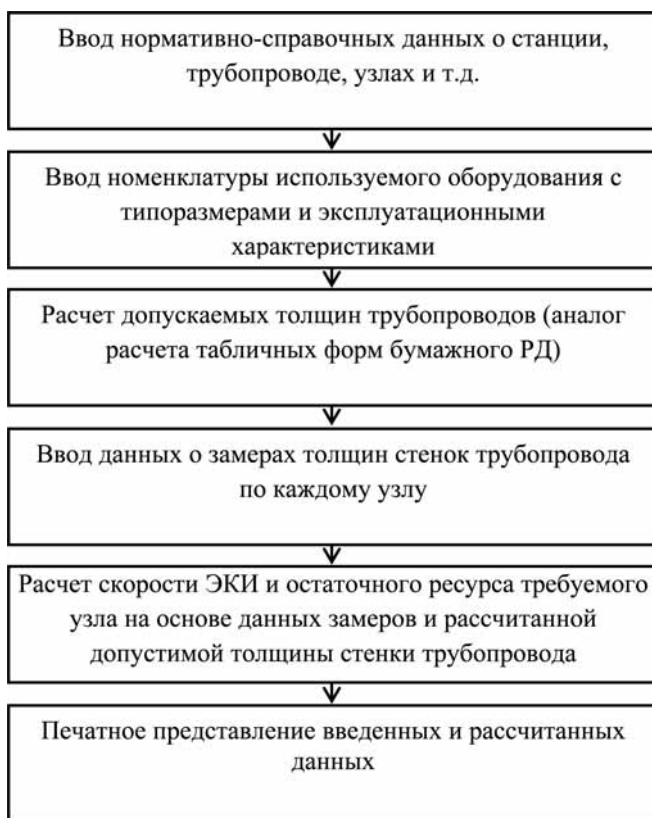 Ввод нормативно-справочных данных о станции,
трубопроводе, узлах и т.д.
Ввод номенклатуры используемого оборудования с
типоразмерами и эксплуатационными
характеристиками
Расчет допускаемых толщин трубопроводов (аналог
расчета табличных форм бумажного РД)
Ввод данных о замерах толщин стенок трубопровода
по каждому узлу
Расчет скорости ЭКИ и остаточного ресурса требуемого
узла на основе данных замеров и рассчитанной
допустимой толщины стенки трубопровода
Печатное представление введенных и рассчитанных
данных